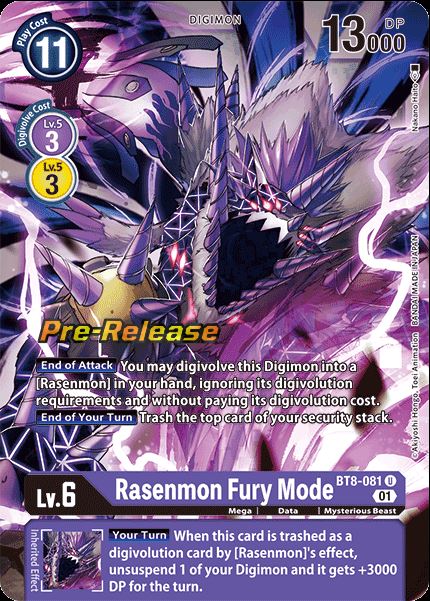 Play Cost
11
DIGIMON
13000
DP
Digivolve Cost
Lv.5
3
Lv.5
3
Nakano Haito
©Akiyoshi Hongo, Toei Animation BANDAI MADE IN JAPAN
Pre-Release
End of Attack You may digivolve this Digimon into a
[Rasenmon] in your hand, ignoring its digivolution
requirements and without paying its digivolution cost.
End of Your Turn Trash the top card of your security stack.
Lv.6
Rasenmon Fury Mode
BT8-081 U
01
Mega | Data | Mysterious Beast
Inherited Effect
Your Turn When this card is trashed as a
digivolution card by [Rasenmon]'s effect,
unsuspend 1 of your Digimon and it gets +3000
DP for the turn.